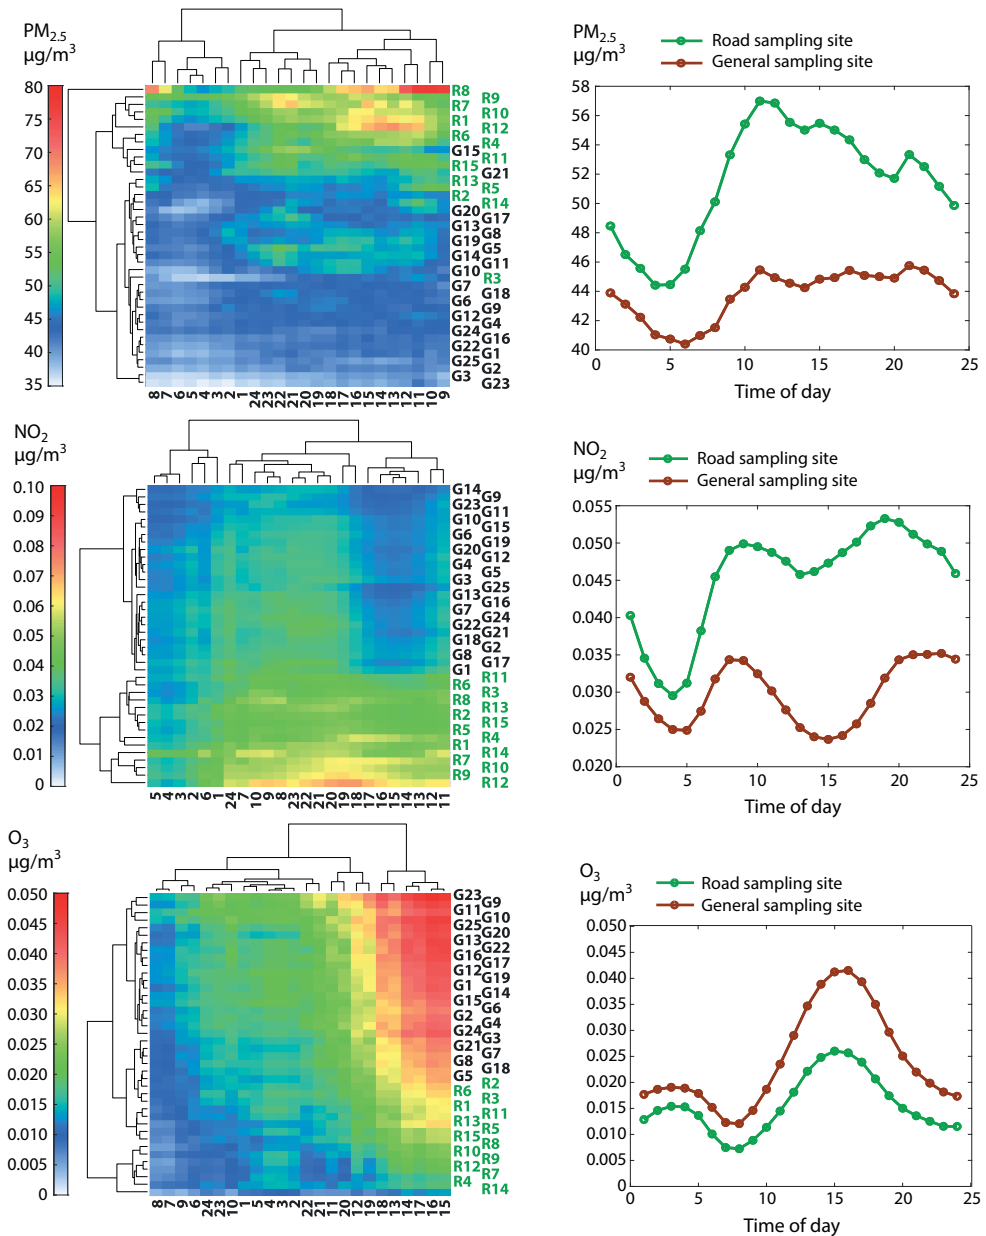 PM2.5
μg/m3
80
75
70
65
60
55
50
45
40
35
R8
R9
R7
R10
R1
R12
R6
R4
G15
R11
R15
G21
R13
R5
R2
R14
G20
G17
G13
G8
G19
G5
G14
G11
G10
R3
G7
G18
G6
G9
G12
G4
G24
G16
G22
G1
G25
G2
G3
G23
8 7 6 5 4 3 2 1 24 23 22 21 20 19 18 17 16 15 14 13 12 11 10 9
PM2.5
μg/m3
Road sampling site
General sampling site
58
56
54
52
50
48
46
44
42
40
0 5 10 15 20 25
Time of day
NO2
μg/m3
0.10
0.09
0.08
0.07
0.06
0.05
0.04
0.03
0.02
0.01
0
G14
G9
G23
G11
G10
G15
G6
G19
G20
G12
G4
G5
G3
G25
G13
G16
G7
G24
G22
G21
G18
G2
G8
G17
G1
R11
R6
R3
R8
R13
R2
R15
R5
R4
R1
R14
R7
R10
R9
R12
5 4 3 2 6 1 24 7 10 9 8 23 22 21 20 19 18 17 16 15 14 13 12 11
NO2
μg/m3
Road sampling site
General sampling site
0.055
0.050
0.045
0.040
0.035
0.030
0.025
0.020
0 5 10 15 20 25
Time of day
O3
μg/m3
0.050
0.045
0.040
0.035
0.030
0.025
0.020
0.015
0.010
0.005
0
G23
G9
G11
G10
G25
G20
G13
G22
G16
G17
G12
G19
G1
G14
G15
G6
G2
G4
G24
G3
G21
G7
G8
G18
G5
R2
R6
R3
R1
R11
R13
R5
R15
R8
R10
R9
R12
R7
R4
R14
8 7 9 6 24 23 10 1 5 4 3 2 22 21 11 20 12 19 18 13 14 17 16 15
O3
μg/m3
Road sampling site
General sampling site
0.050
0.045
0.040
0.030
0.030
0.025
0.020
0.015
0.010
0.005
0
0 5 10 15 20 25
Time of day